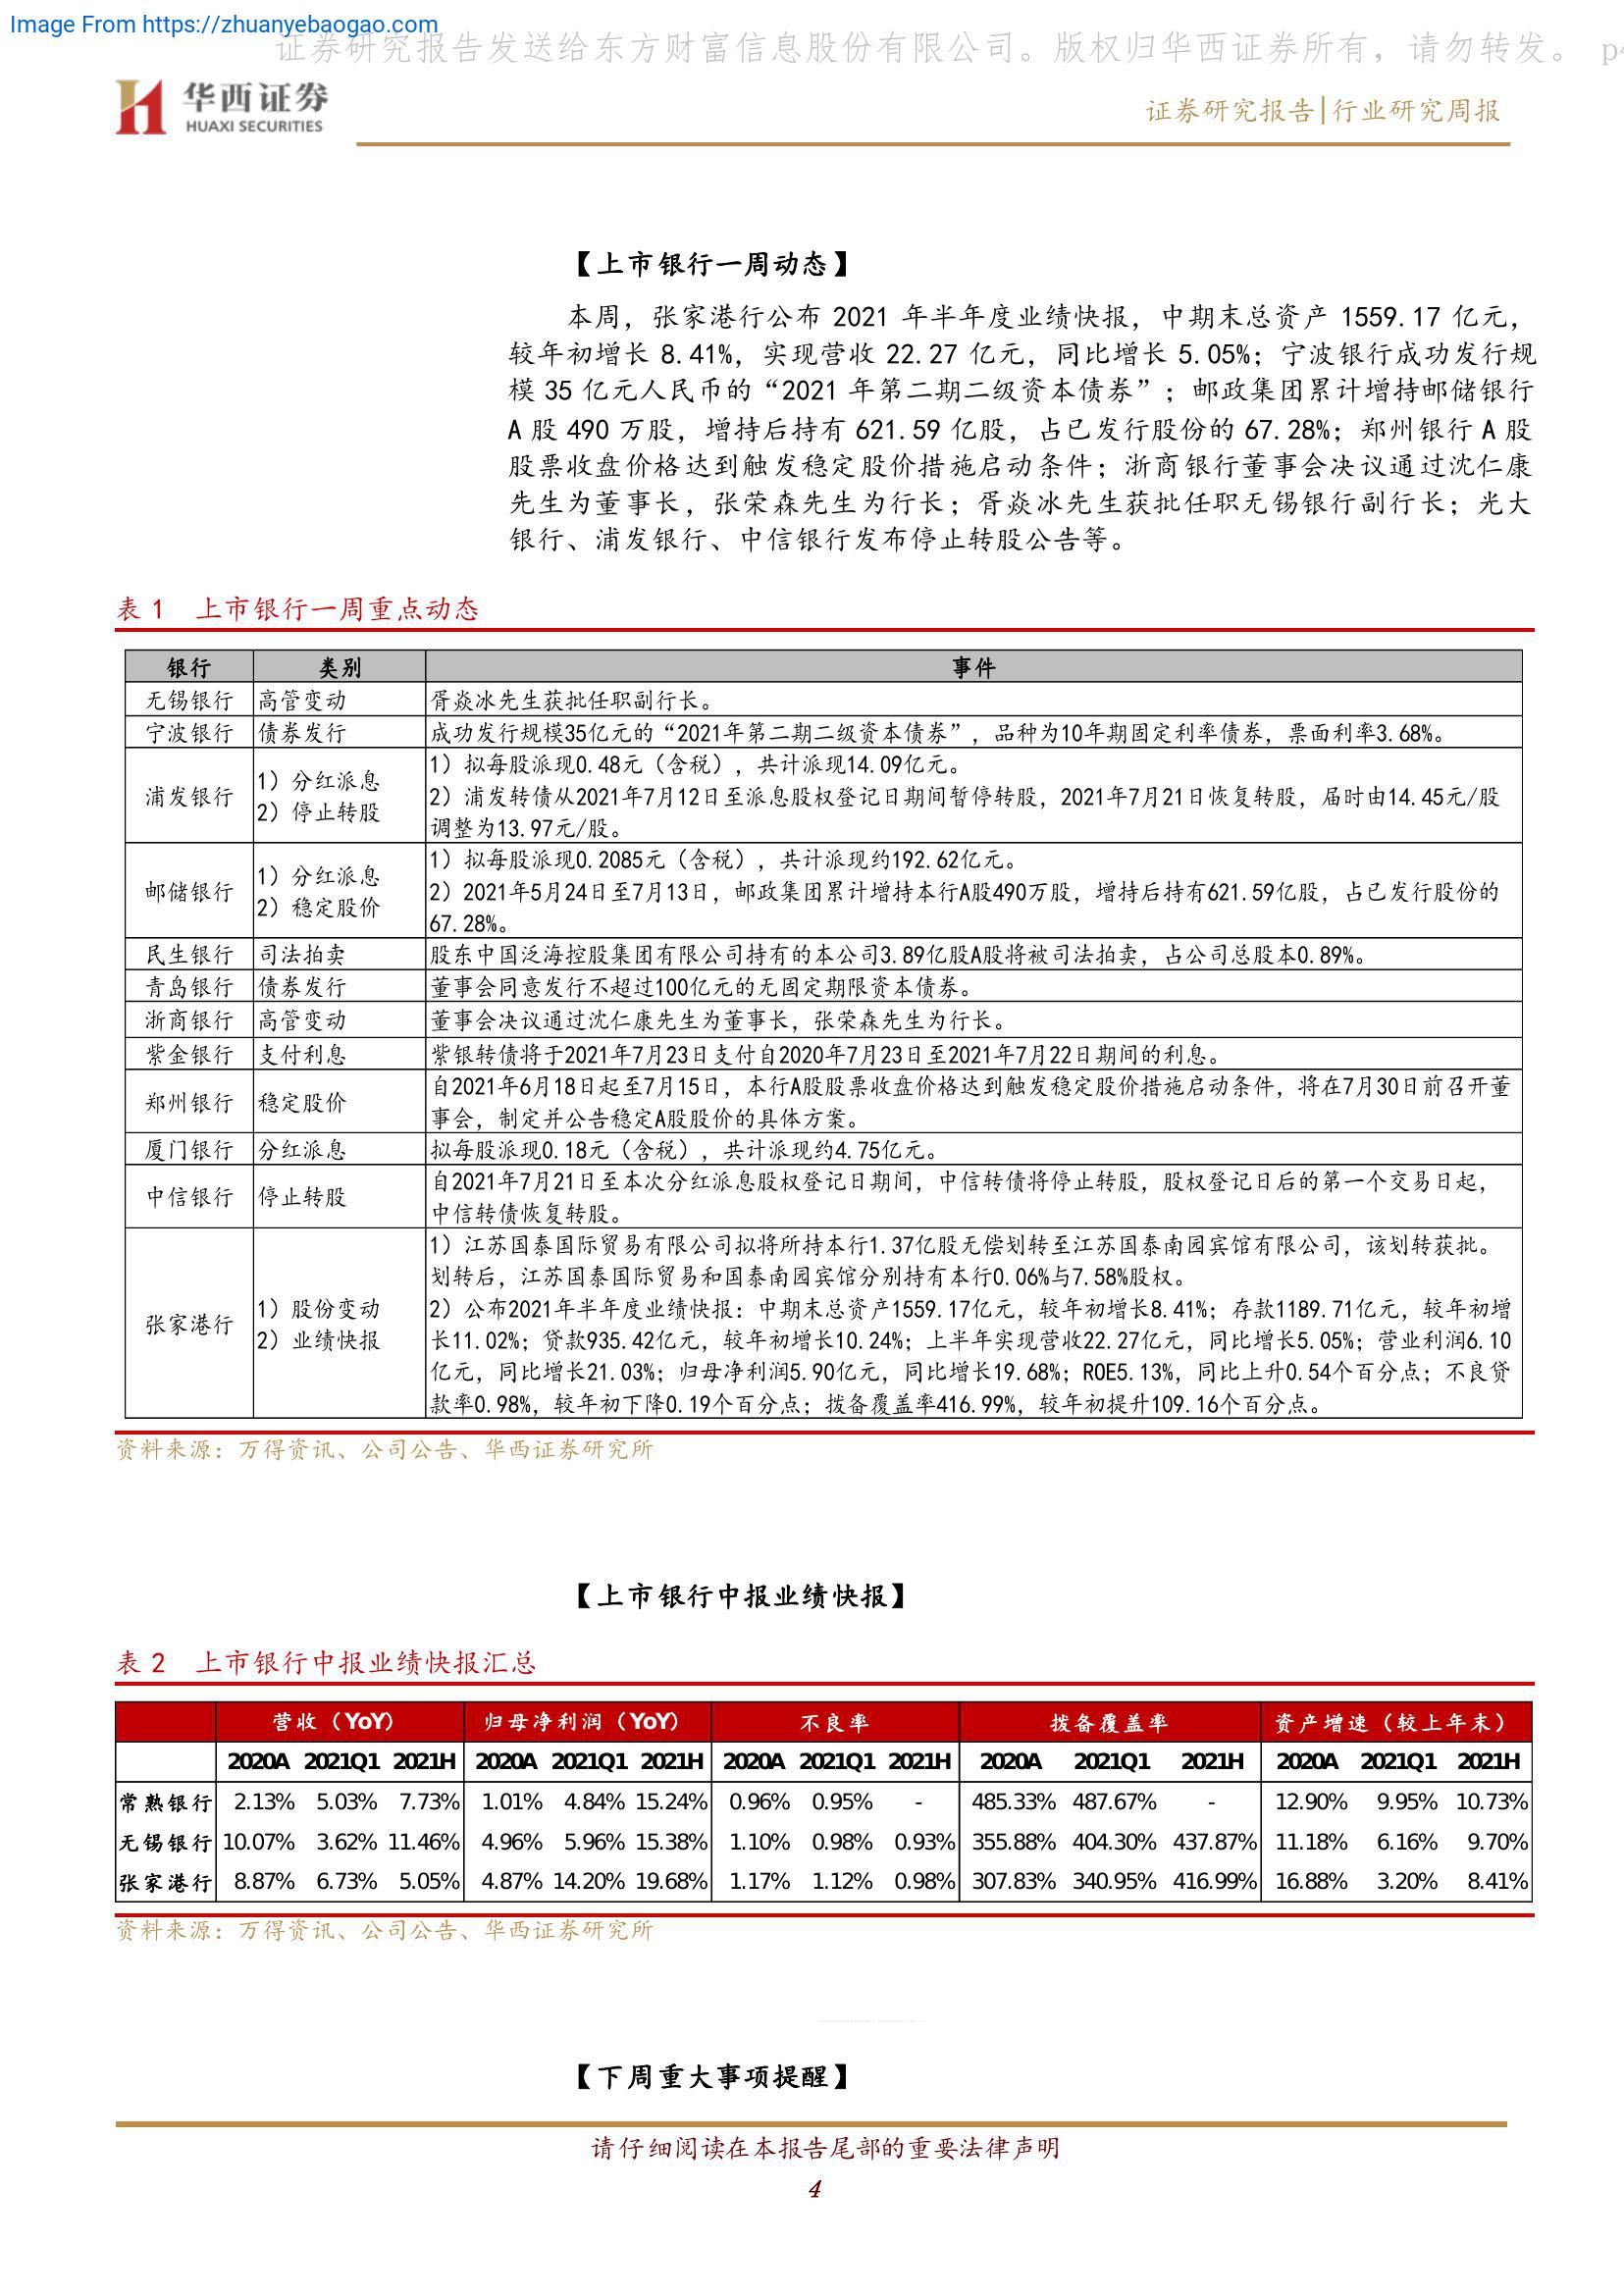 Image From https://zhuanyebaogao.com
证券研究报告发送给东方财富信息股份有限公司。版权归华西证券所有，请勿转发。 p4
华西证券
HUAXI SECURITIES
证券研究报告|行业研究周报
【上市银行一周动态】
本周，张家港行公布 2021 年半年度业绩快报，中期末总资产 1559.17 亿元，
较年初增长 8.41%，实现营收 22.27 亿元，同比增长 5.05%；宁波银行成功发行规
模 35 亿元人民币的“2021 年第二期二级资本债券”；邮政集团累计增持邮储银行
A 股 490 万股，增持后持有 621.59 亿股，占已发行股份的 67.28%；郑州银行 A 股
股票收盘价格达到触发稳定股价措施启动条件；浙商银行董事会决议通过沈仁康
先生为董事长，张荣森先生为行长；胥焱冰先生获批任职无锡银行副行长；光大
银行、浦发银行、中信银行发布停止转股公告等。
表 1 上市银行一周重点动态
银行 类别 事件
无锡银行 高管变动 胥焱冰先生获批任职副行长。
宁波银行 债券发行 成功发行规模35亿元的“2021年第二期二级资本债券”，品种为10年期固定利率债券，票面利率3.68%。
浦发银行
1）分红派息
2）停止转股
1）拟每股派现0.48元（含税），共计派现14.09亿元。
2）浦发转债从2021年7月12日至派息股权登记日期间暂停转股，2021年7月21日恢复转股，届时由14.45元/股
调整为13.97元/股。
邮储银行
1）分红派息
2）稳定股价
1）拟每股派现0.2085元（含税），共计派现约192.62亿元。
2）2021年5月24日至7月13日，邮政集团累计增持本行A股490万股，增持后持有621.59亿股，占已发行股份的
67.28%。
民生银行 司法拍卖 股东中国泛海控股集团有限公司持有的本公司3.89亿股A股将被司法拍卖，占公司总股本0.89%。
青岛银行 债券发行 董事会同意发行不超过100亿元的无固定期限资本债券。
浙商银行 高管变动 董事会决议通过沈仁康先生为董事长，张荣森先生为行长。
紫金银行 支付利息 紫银转债将于2021年7月23日支付自2020年7月23日至2021年7月22日期间的利息。
郑州银行 稳定股价
自2021年6月18日起至7月15日，本行A股股票收盘价格达到触发稳定股价措施启动条件，将在7月30日前召开董
事会，制定并公告稳定A股股价的具体方案。
厦门银行 分红派息 拟每股派现0.18元（含税），共计派现约4.75亿元。
中信银行 停止转股
自2021年7月21日至本次分红派息股权登记日期间，中信转债将停止转股，股权登记日后的第一个交易日起，
中信转债恢复转股。
张家港行
1）股份变动
2）业绩快报
1）江苏国泰国际贸易有限公司拟将所持本行1.37亿股无偿划转至江苏国泰南园宾馆有限公司，该划转获批。
划转后，江苏国泰国际贸易和国泰南园宾馆分别持有本行0.06%与7.58%股权。
2）公布2021年半年度业绩快报：中期末总资产1559.17亿元，较年初增长8.41%；存款1189.71亿元，较年初增
长11.02%；贷款935.42亿元，较年初增长10.24%；上半年实现营收22.27亿元，同比增长5.05%；营业利润6.10
亿元，同比增长21.03%；归母净利润5.90亿元，同比增长19.68%；ROE5.13%，同比上升0.54个百分点；不良贷
款率0.98%，较年初下降0.19个百分点；拨备覆盖率416.99%，较年初提升109.16个百分点。
资料来源：万得资讯、公司公告、华西证券研究所
【上市银行中报业绩快报】
表 2 上市银行中报业绩快报汇总
营收（YoY） 归母净利润（YoY） 不良率 拨备覆盖率 资产增速（较上年末）
2020A 2021Q1 2021H 2020A 2021Q1 2021H 2020A 2021Q1 2021H 2020A 2021Q1 2021H 2020A 2021Q1 2021H
常熟银行 2.13% 5.03% 7.73% 1.01% 4.84% 15.24% 0.96% 0.95% - 485.33% 487.67% - 12.90% 9.95% 10.73%
无锡银行 10.07% 3.62% 11.46% 4.96% 5.96% 15.38% 1.10% 0.98% 0.93% 355.88% 404.30% 437.87% 11.18% 6.16% 9.70%
张家港行 8.87% 6.73% 5.05% 4.87% 14.20% 19.68% 1.17% 1.12% 0.98% 307.83% 340.95% 416.99% 16.88% 3.20% 8.41%
资料来源：万得资讯、公司公告、华西证券研究所
【下周重大事项提醒】
请仔细阅读在本报告尾部的重要法律声明
4